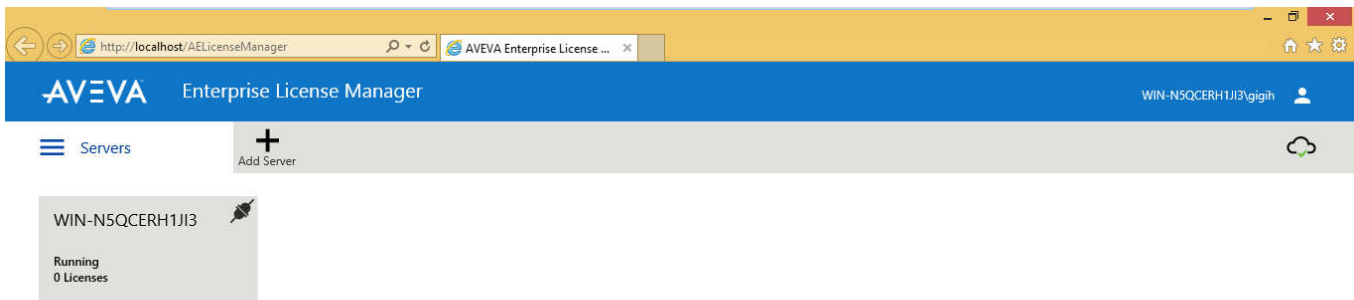 http://localhost/AELicenseManager
AVEVA Enterprise License ...
AVEVA Enterprise License Manager
WIN-N5QCERH1JI3\gigih
Servers
Add Server
WIN-N5QCERH1JI3
Running
0 Licenses